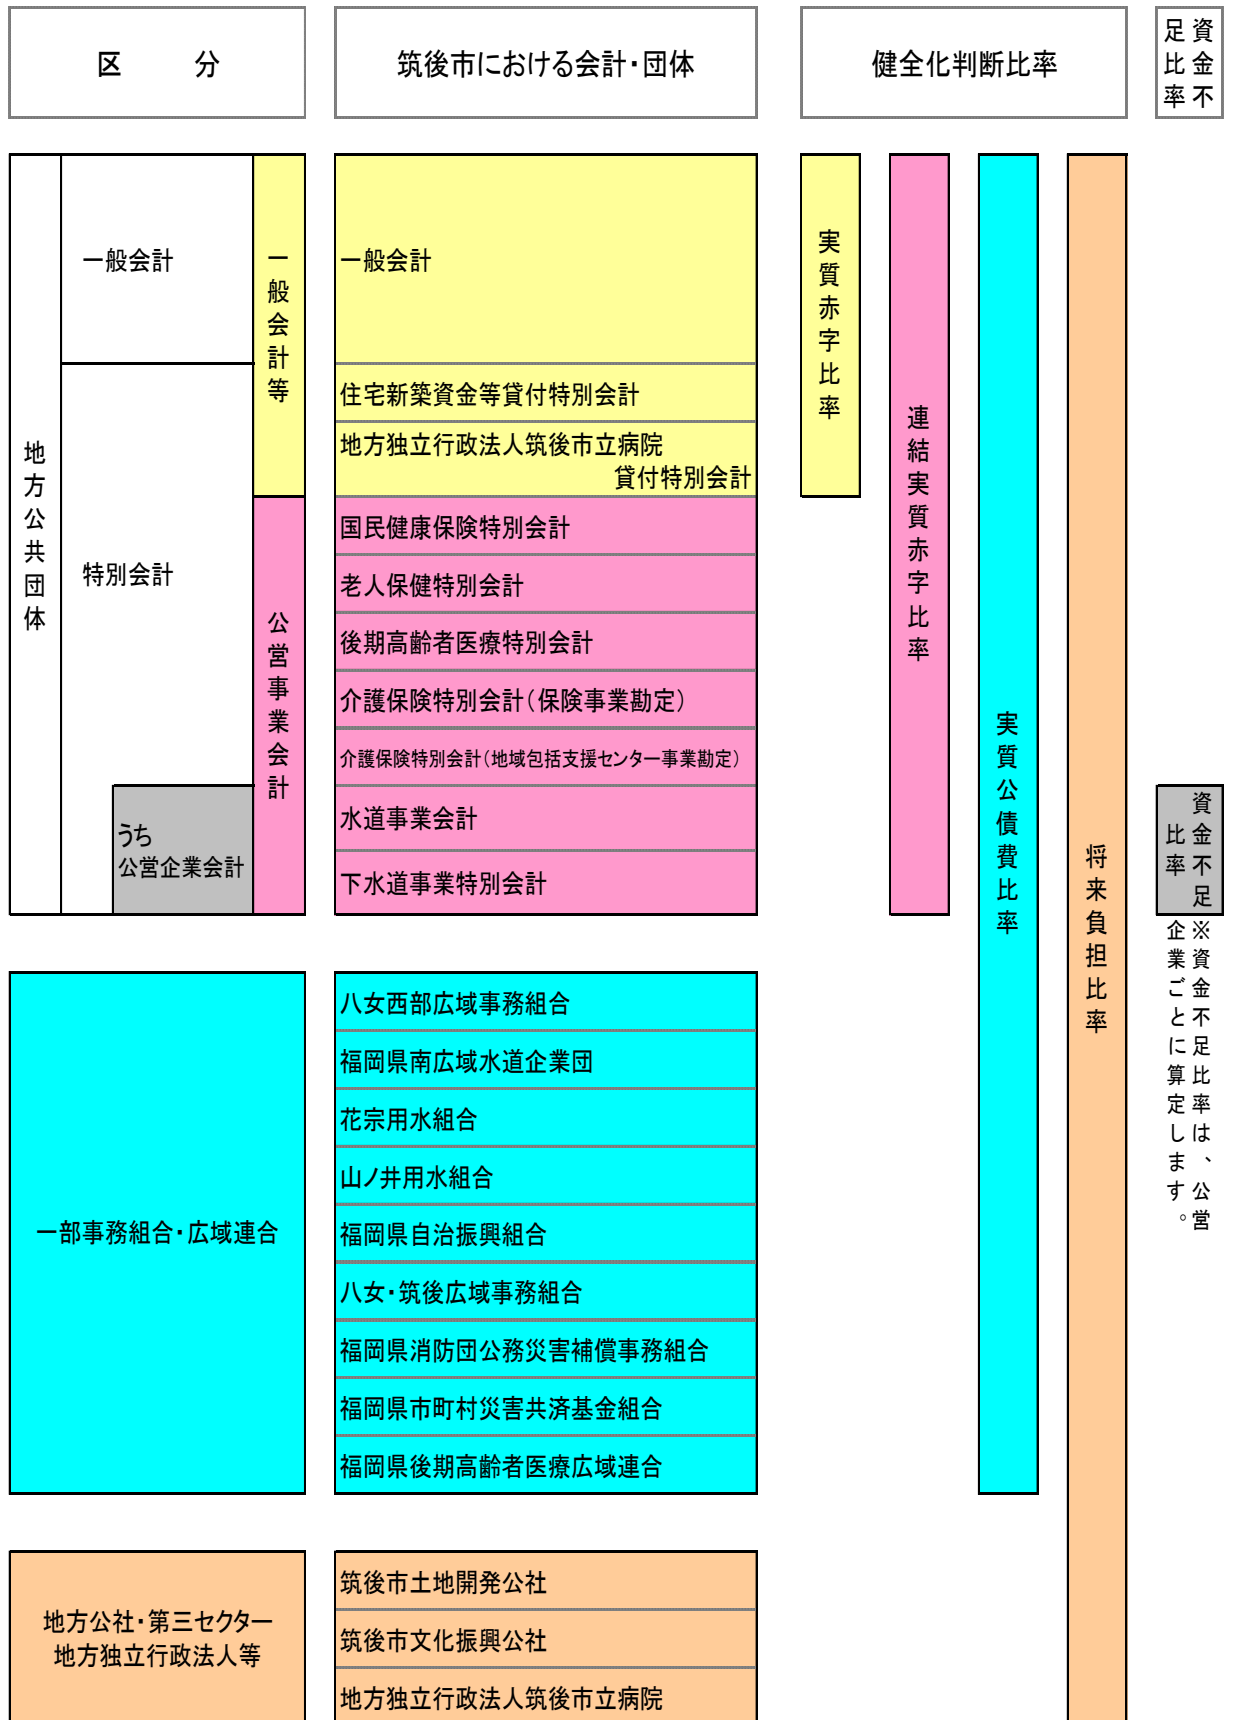 区　分
筑後市における会計・団体
健全化判断比率
資金不
足比率
地方公共団体
一般会計
一般会計等
一般会計
住宅新築資金等貸付特別会計
地方独立行政法人筑後市立病院
貸付特別会計
特別会計
公営事業会計
国民健康保険特別会計
老人保健特別会計
後期高齢者医療特別会計
介護保険特別会計（保険事業勘定）
介護保険特別会計（地域包括支援センター事業勘定）
うち
公営企業会計
水道事業会計
下水道事業特別会計
実質赤字比率
連結実質赤字比率
実質公債費比率
将来負担比率
資金不足
比率
※資金不足比率は、公営
企業ごとに算定します。
一部事務組合・広域連合
八女西部広域事務組合
福岡県南広域水道企業団
花宗用水組合
山ノ井用水組合
福岡県自治振興組合
八女・筑後広域事務組合
福岡県消防団公務災害補償事務組合
福岡県市町村災害共済基金組合
福岡県後期高齢者医療広域連合
地方公社・第三セクター
地方独立行政法人等
筑後市土地開発公社
筑後市文化振興公社
地方独立行政法人筑後市立病院